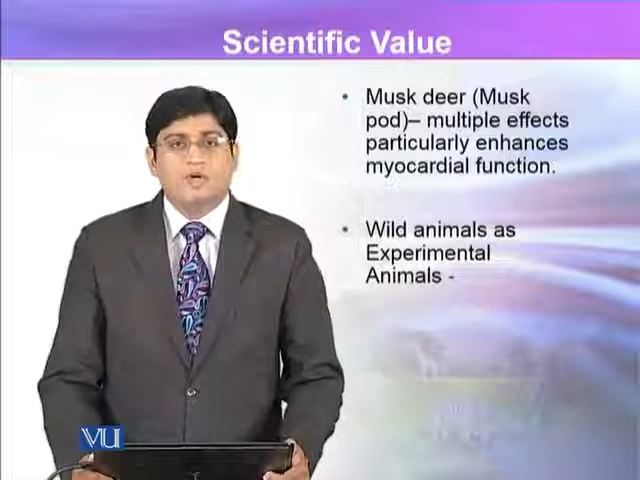 Scientific Value
• Musk deer (Musk
pod)– multiple effects
particularly enhances
myocardial function.
• Wild animals as
Experimental
Animals -
VU